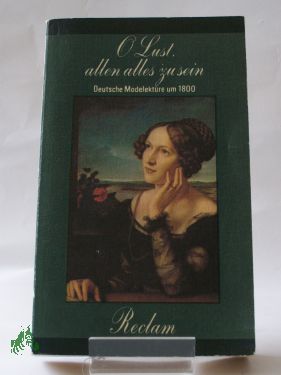 O Lust,
allen alles zu sein
Deutsche Modelektüre um 1800
Reclam